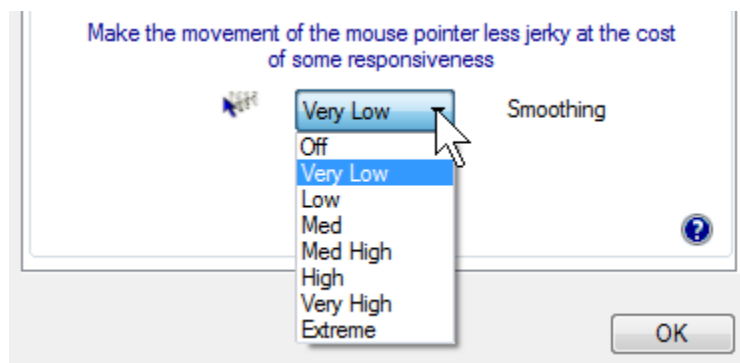 Make the movement of the mouse pointer less jerky at the cost
of some responsiveness
Very Low Smoothing
Off
Very Low
Low
Med
Med High
High
Very High
Extreme
?
OK